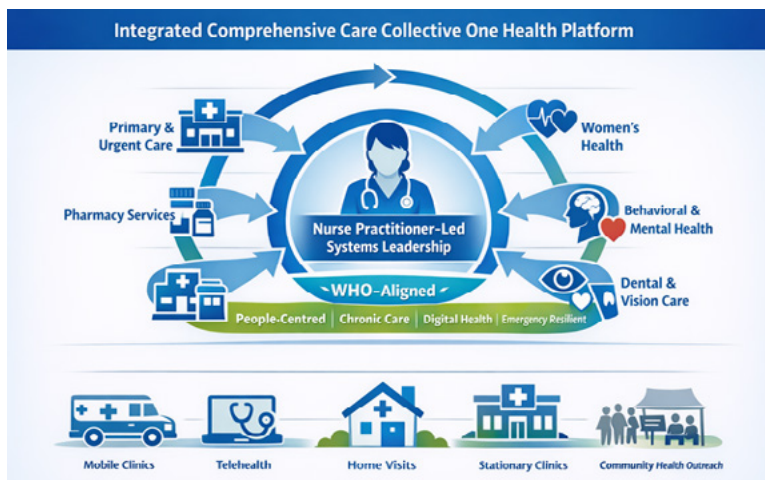 Integrated Comprehensive Care Collective One Health Platform
Primary &
Urgent Care
Women's
Health
Pharmacy Services
Behavioral &
Mental Health
Nurse Practitioner-Led
Systems Leadership
Dental &
Vision Care
WHO-Aligned
People-Centred | Chronic Care | Digital Health | Emergency Resilient
Mobile Clinics
Telehealth
Home Visits
Stationary Clinics
Community Health Outreach